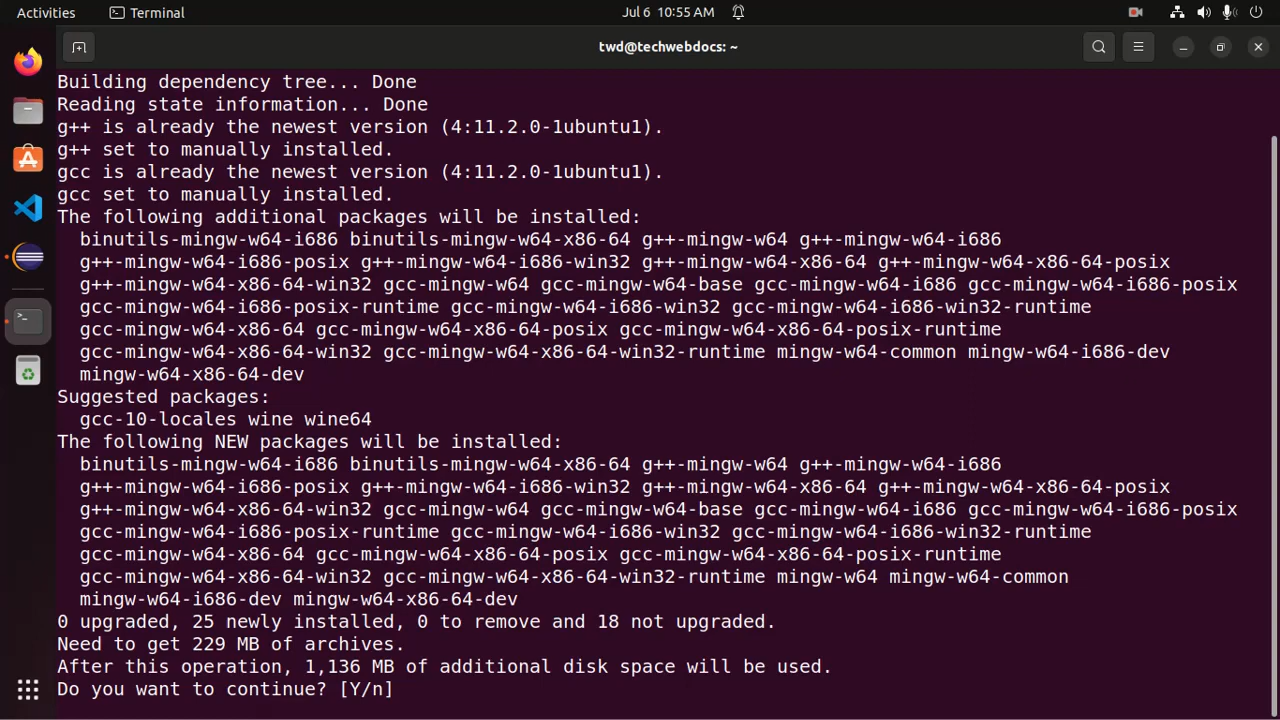 Activities
Terminal
Jul 6 10:55 AM
twd@techwebdocs: ~
Building dependency tree... Done
Reading state information... Done
g++ is already the newest version (4:11.2.0-1ubuntu1).
g++ set to manually installed.
gcc is already the newest version (4:11.2.0-1ubuntu1).
gcc set to manually installed.
The following additional packages will be installed:
  binutils-mingw-w64-i686 binutils-mingw-w64-x86-64 g++-mingw-w64 g++-mingw-w64-i686
  g++-mingw-w64-i686-posix g++-mingw-w64-i686-win32 g++-mingw-w64-x86-64 g++-mingw-w64-x86-64-posix
  g++-mingw-w64-x86-64-win32 gcc-mingw-w64 gcc-mingw-w64-base gcc-mingw-w64-i686 gcc-mingw-w64-i686-posix
  gcc-mingw-w64-i686-posix-runtime gcc-mingw-w64-i686-win32 gcc-mingw-w64-i686-win32-runtime
  gcc-mingw-w64-x86-64 gcc-mingw-w64-x86-64-posix gcc-mingw-w64-x86-64-posix-runtime
  gcc-mingw-w64-x86-64-win32 gcc-mingw-w64-x86-64-win32-runtime mingw-w64-common mingw-w64-i686-dev
  mingw-w64-x86-64-dev
Suggested packages:
  gcc-10-locales wine wine64
The following NEW packages will be installed:
  binutils-mingw-w64-i686 binutils-mingw-w64-x86-64 g++-mingw-w64 g++-mingw-w64-i686
  g++-mingw-w64-i686-posix g++-mingw-w64-i686-win32 g++-mingw-w64-x86-64 g++-mingw-w64-x86-64-posix
  g++-mingw-w64-x86-64-win32 gcc-mingw-w64 gcc-mingw-w64-base gcc-mingw-w64-i686 gcc-mingw-w64-i686-posix
  gcc-mingw-w64-i686-posix-runtime gcc-mingw-w64-i686-win32 gcc-mingw-w64-i686-win32-runtime
  gcc-mingw-w64-x86-64 gcc-mingw-w64-x86-64-posix gcc-mingw-w64-x86-64-posix-runtime
  gcc-mingw-w64-x86-64-win32 gcc-mingw-w64-x86-64-win32-runtime mingw-w64 mingw-w64-common
  mingw-w64-i686-dev mingw-w64-x86-64-dev
0 upgraded, 25 newly installed, 0 to remove and 18 not upgraded.
Need to get 229 MB of archives.
After this operation, 1,136 MB of additional disk space will be used.
Do you want to continue? [Y/n]